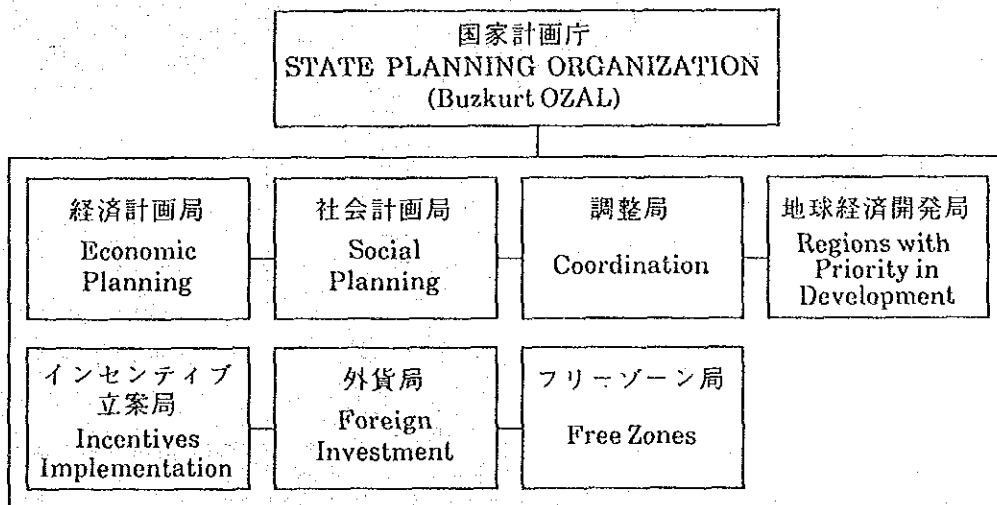 国家計画庁
STATE PLANNING ORGANIZATION
(Buzkurt OZAL)
経済計画局
Economic
Planning
社会計画局
Social
Planning
調整局
Coordination
地球経済開発局
Regions with
Priority in
Development
インセンティブ
立案局
Incentives
Implementation
外貨局
Foreign
Investment
フリーゾーン局
Free Zones